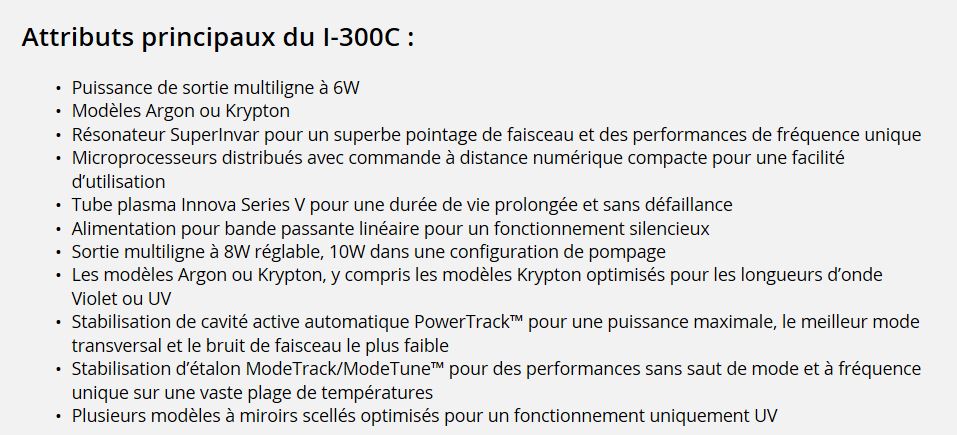 Attributs principaux du I-300C :
• Puissance de sortie multiligne à 6W
• Modèles Argon ou Krypton
• Résonateur SuperInvar pour un superbe pointage de faisceau et des performances de fréquence unique
• Microprocesseurs distribués avec commande à distance numérique compacte pour une facilité
d’utilisation
• Tube plasma Innova Series V pour une durée de vie prolongée et sans défaillance
• Alimentation pour bande passante linéaire pour un fonctionnement silencieux
• Sortie multiligne à 8W réglable, 10W dans une configuration de pompage
• Les modèles Argon ou Krypton, y compris les modèles Krypton optimisés pour les longueurs d’onde
Violet ou UV
• Stabilisation de cavité active automatique PowerTrack™ pour une puissance maximale, le meilleur mode
transversal et le bruit de faisceau le plus faible
• Stabilisation d’étalon ModeTrack/ModeTune™ pour des performances sans saut de mode et à fréquence
unique sur une vaste plage de températures
• Plusieurs modèles à miroirs scellés optimisés pour un fonctionnement uniquement UV